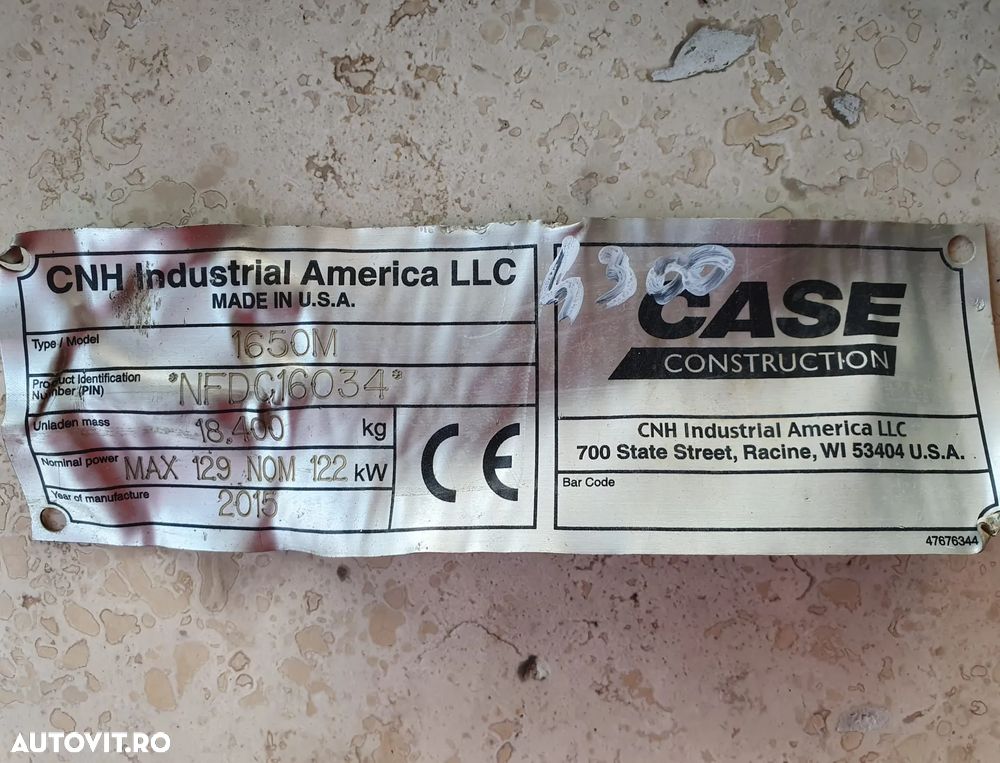 CNH Industrial America LLC
MADE IN U.S.A.
Type / Model 1650M
Product Identification Number (PIN) *NFDC16034*
Unladen mass 18,400 kg
Nominal power MAX 129 NOM 122 kW
Year of manufacture 2015
CE
4300
CASE
CONSTRUCTION
CNH Industrial America LLC
700 State Street, Racine, WI 53404 U.S.A.
Bar Code
47676344
AUTOVIT.RO